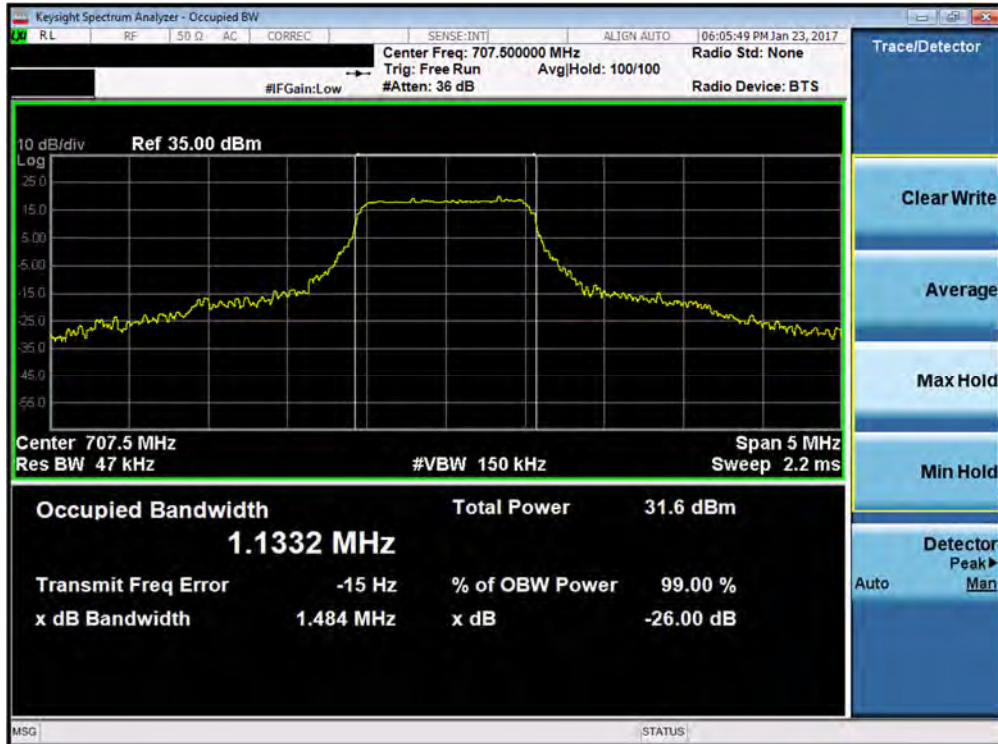 Keysight Spectrum Analyzer - Occupied BW
LXI RL RF 50 Ω AC CORREC SENSE:INT ALIGN AUTO 06:05:49 PM Jan 23, 2017
Center Freq: 707.500000 MHz Radio Std: None
Trig: Free Run Avg|Hold: 100/100
#IFGain:Low #Atten: 36 dB Radio Device: BTS
Trace/Detector
10 dB/div Ref 35.00 dBm
Log
25.0
15.0
5.00
-5.00
-15.0
-25.0
-35.0
-45.0
-55.0
Center 707.5 MHz Span 5 MHz
Res BW 47 kHz #VBW 150 kHz Sweep 2.2 ms
Occupied Bandwidth Total Power 31.6 dBm
1.1332 MHz
Transmit Freq Error -15 Hz % of OBW Power 99.00 %
x dB Bandwidth 1.484 MHz x dB -26.00 dB
Clear Write
Average
Max Hold
Min Hold
Detector
Peak▶
Auto Man
MSG STATUS